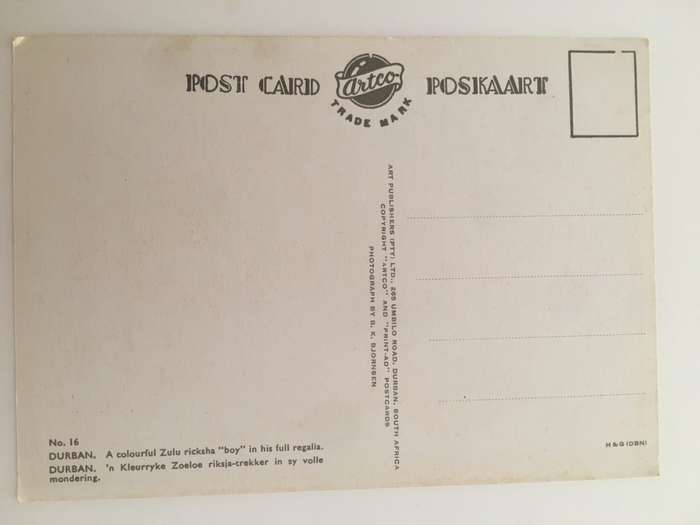 POST CARD
Artco
TRADE MARK
POSKAART
ART PUBLISHERS (PTY) LTD., 265 UMBILO ROAD, DURBAN, SOUTH AFRICA
COPYRIGHT "ARTCO" AND "PRINT-AD" POSTCARDS
PHOTOGRAPH BY B. K. BJORNSEN
No. 16
DURBAN. A colourful Zulu ricksha "boy" in his full regalia.
DURBAN. 'n Kleurryke Zoeloe riksja-trekker in sy volle
mondering.
H & G (DBN)